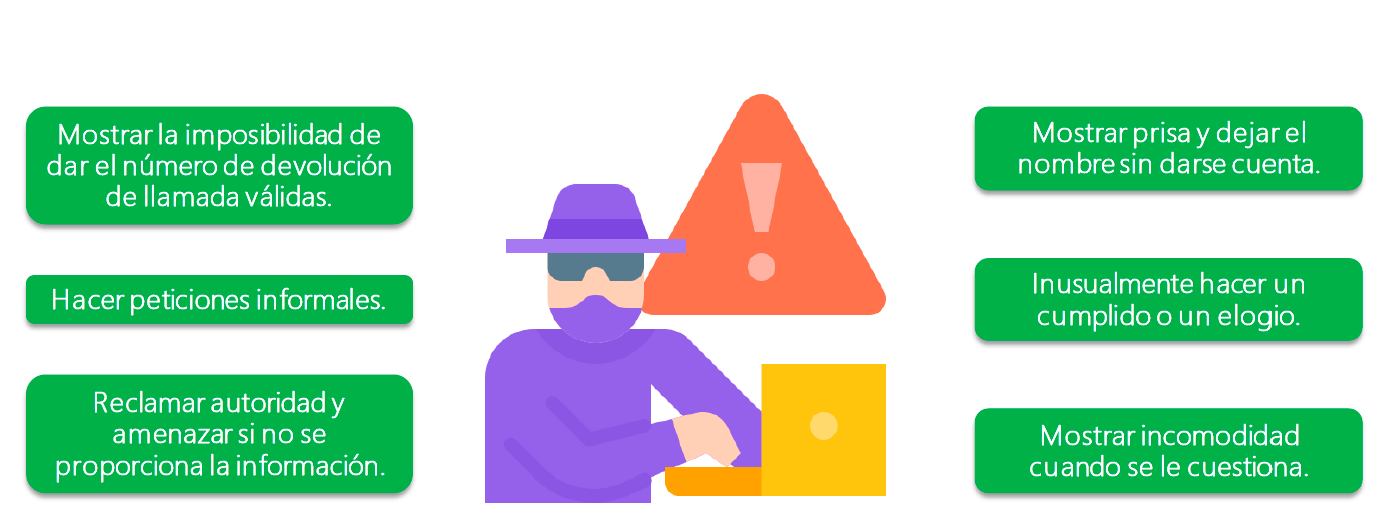 Mostrar la imposibilidad de
dar el número de devolución
de llamada válidas.
Hacer peticiones informales.
Reclamar autoridad y
amenazar si no se
proporciona la información.
Mostrar prisa y dejar el
nombre sin darse cuenta.
Inusualmente hacer un
cumplido o un elogio.
Mostrar incomodidad
cuando se le cuestiona.